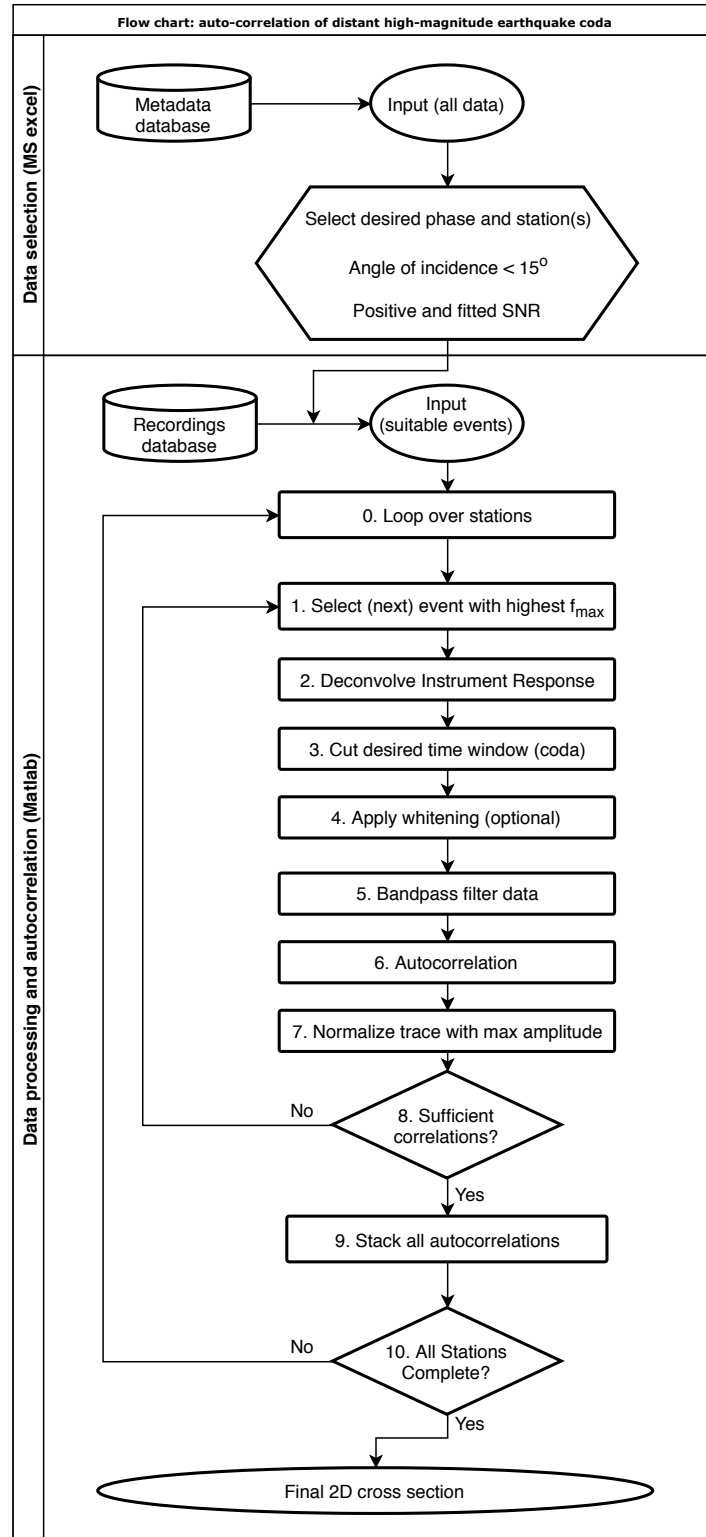 Flow chart: auto-correlation of distant high-magnitude earthquake coda
Data selection (MS excel)
Metadata
database
Input (all data)
Select desired phase and station(s)
Angle of incidence < 15o
Positive and fitted SNR
Data processing and autocorrelation (Matlab)
Recordings
database
Input
(suitable events)
0. Loop over stations
1. Select (next) event with highest fmax
2. Deconvolve Instrument Response
3. Cut desired time window (coda)
4. Apply whitening (optional)
5. Bandpass filter data
6. Autocorrelation
7. Normalize trace with max amplitude
No
8. Sufficient
correlations?
Yes
9. Stack all autocorrelations
No
10. All Stations
Complete?
Yes
Final 2D cross section